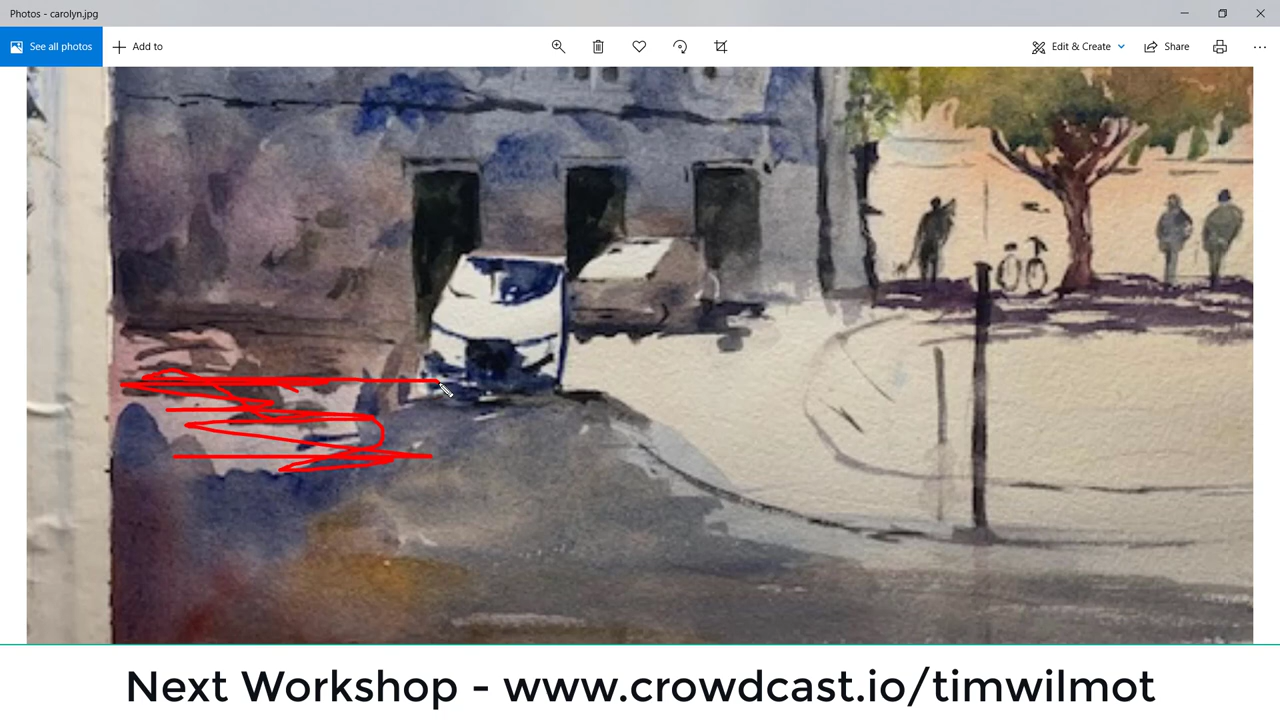 Photos - carolyn.jpg
See all photos
Add to
Edit & Create
Share
Next Workshop - www.crowdcast.io/timwilmot